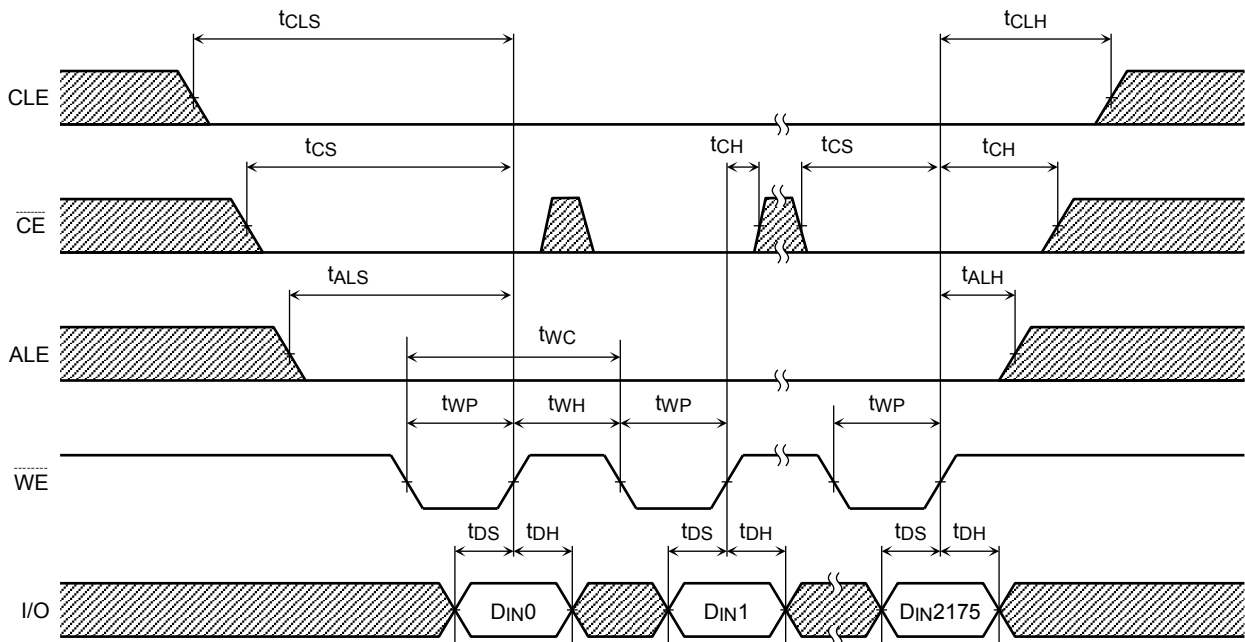 tCLS tCLH
CLE
tCS tCH tCS tCH
CE
tALS tALH
ALE
tWC
tWP tWH tWP tWP
WE
tDS tDH tDS tDH tDS tDH
I/O DIN0 DIN1 DIN2175